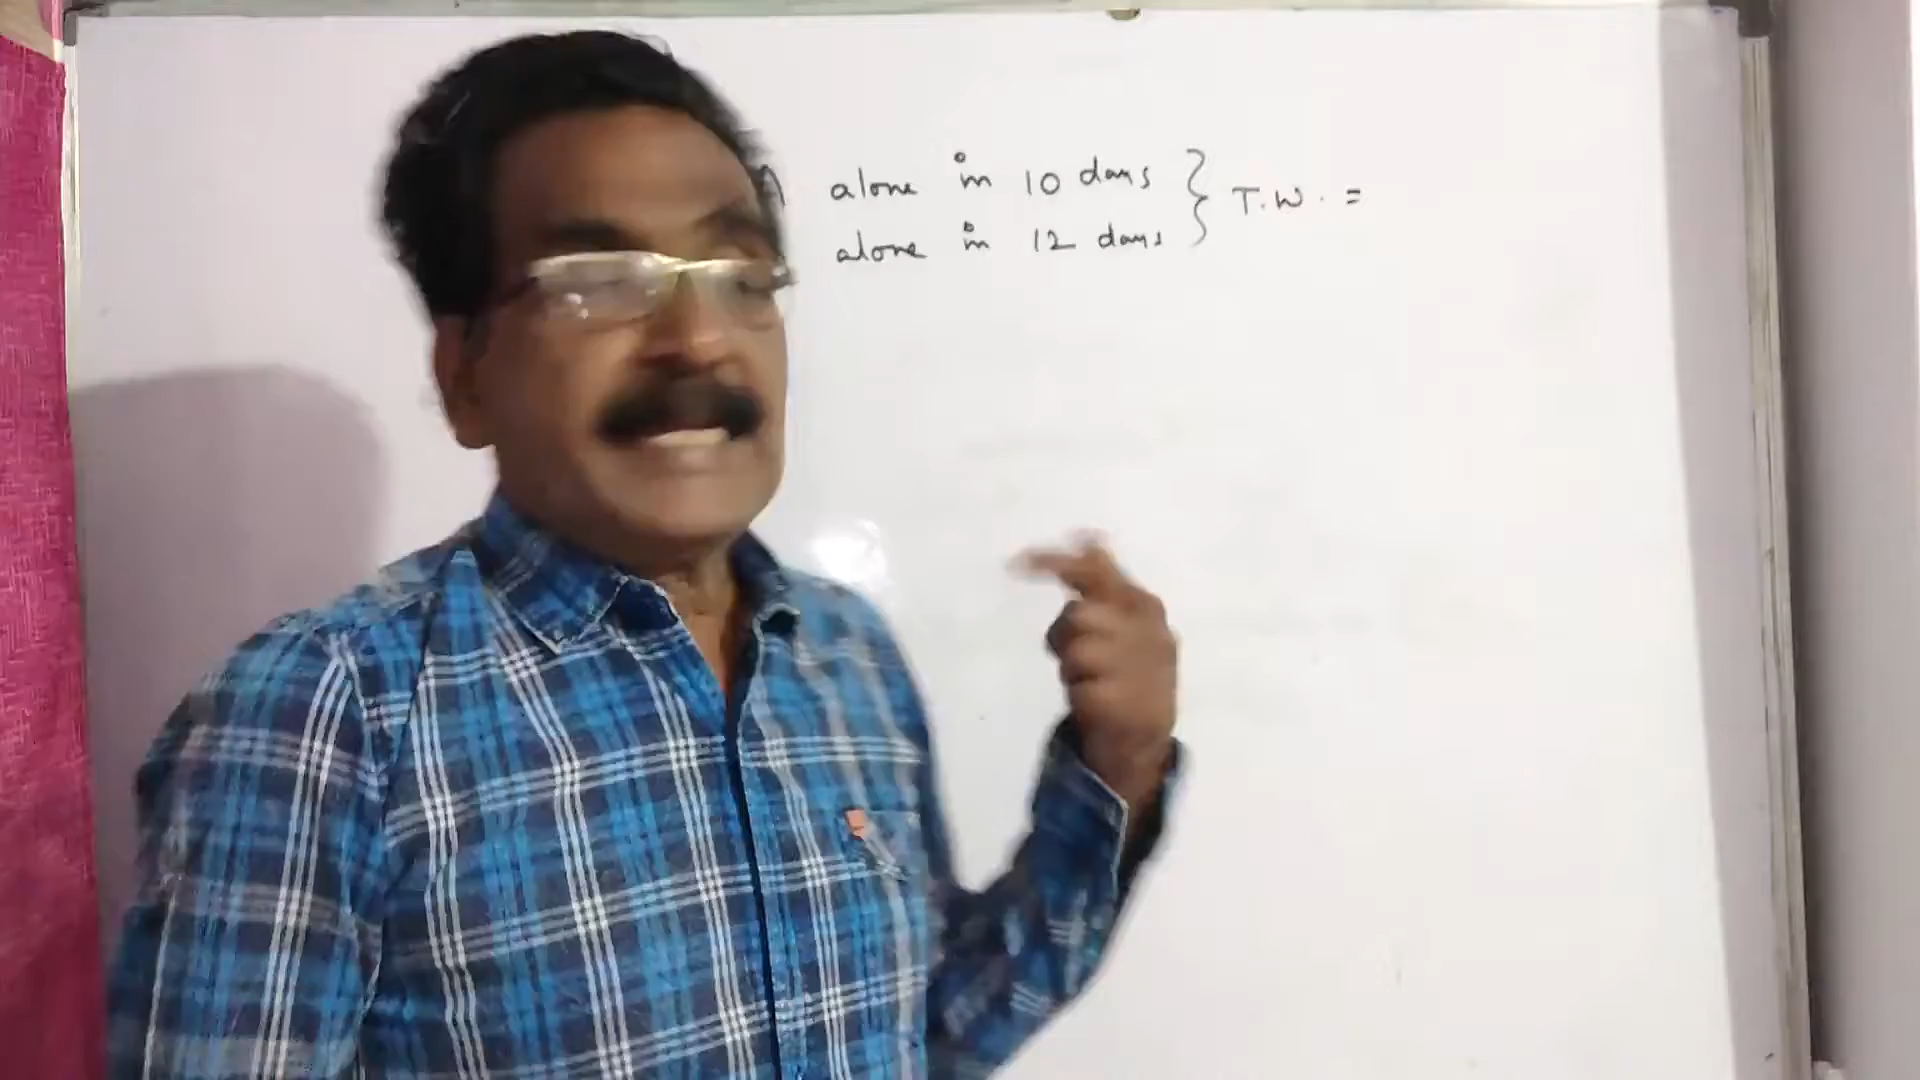 A alone in 10 days } T.W. =
alone in 12 days